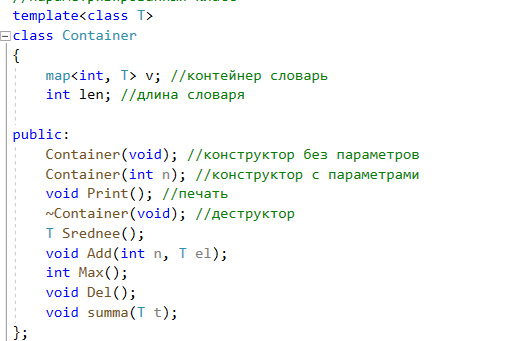 //параметризированный класс
template<class T>
class Container
{
map<int, T> v; //контейнер словарь
int len; //длина словаря
public:
Container(void); //конструктор без параметров
Container(int n); //конструктор с параметрами
void Print(); //печать
~Container(void); //деструктор
T Srednee();
void Add(int n, T el);
int Max();
void Del();
void summa(T t);
};